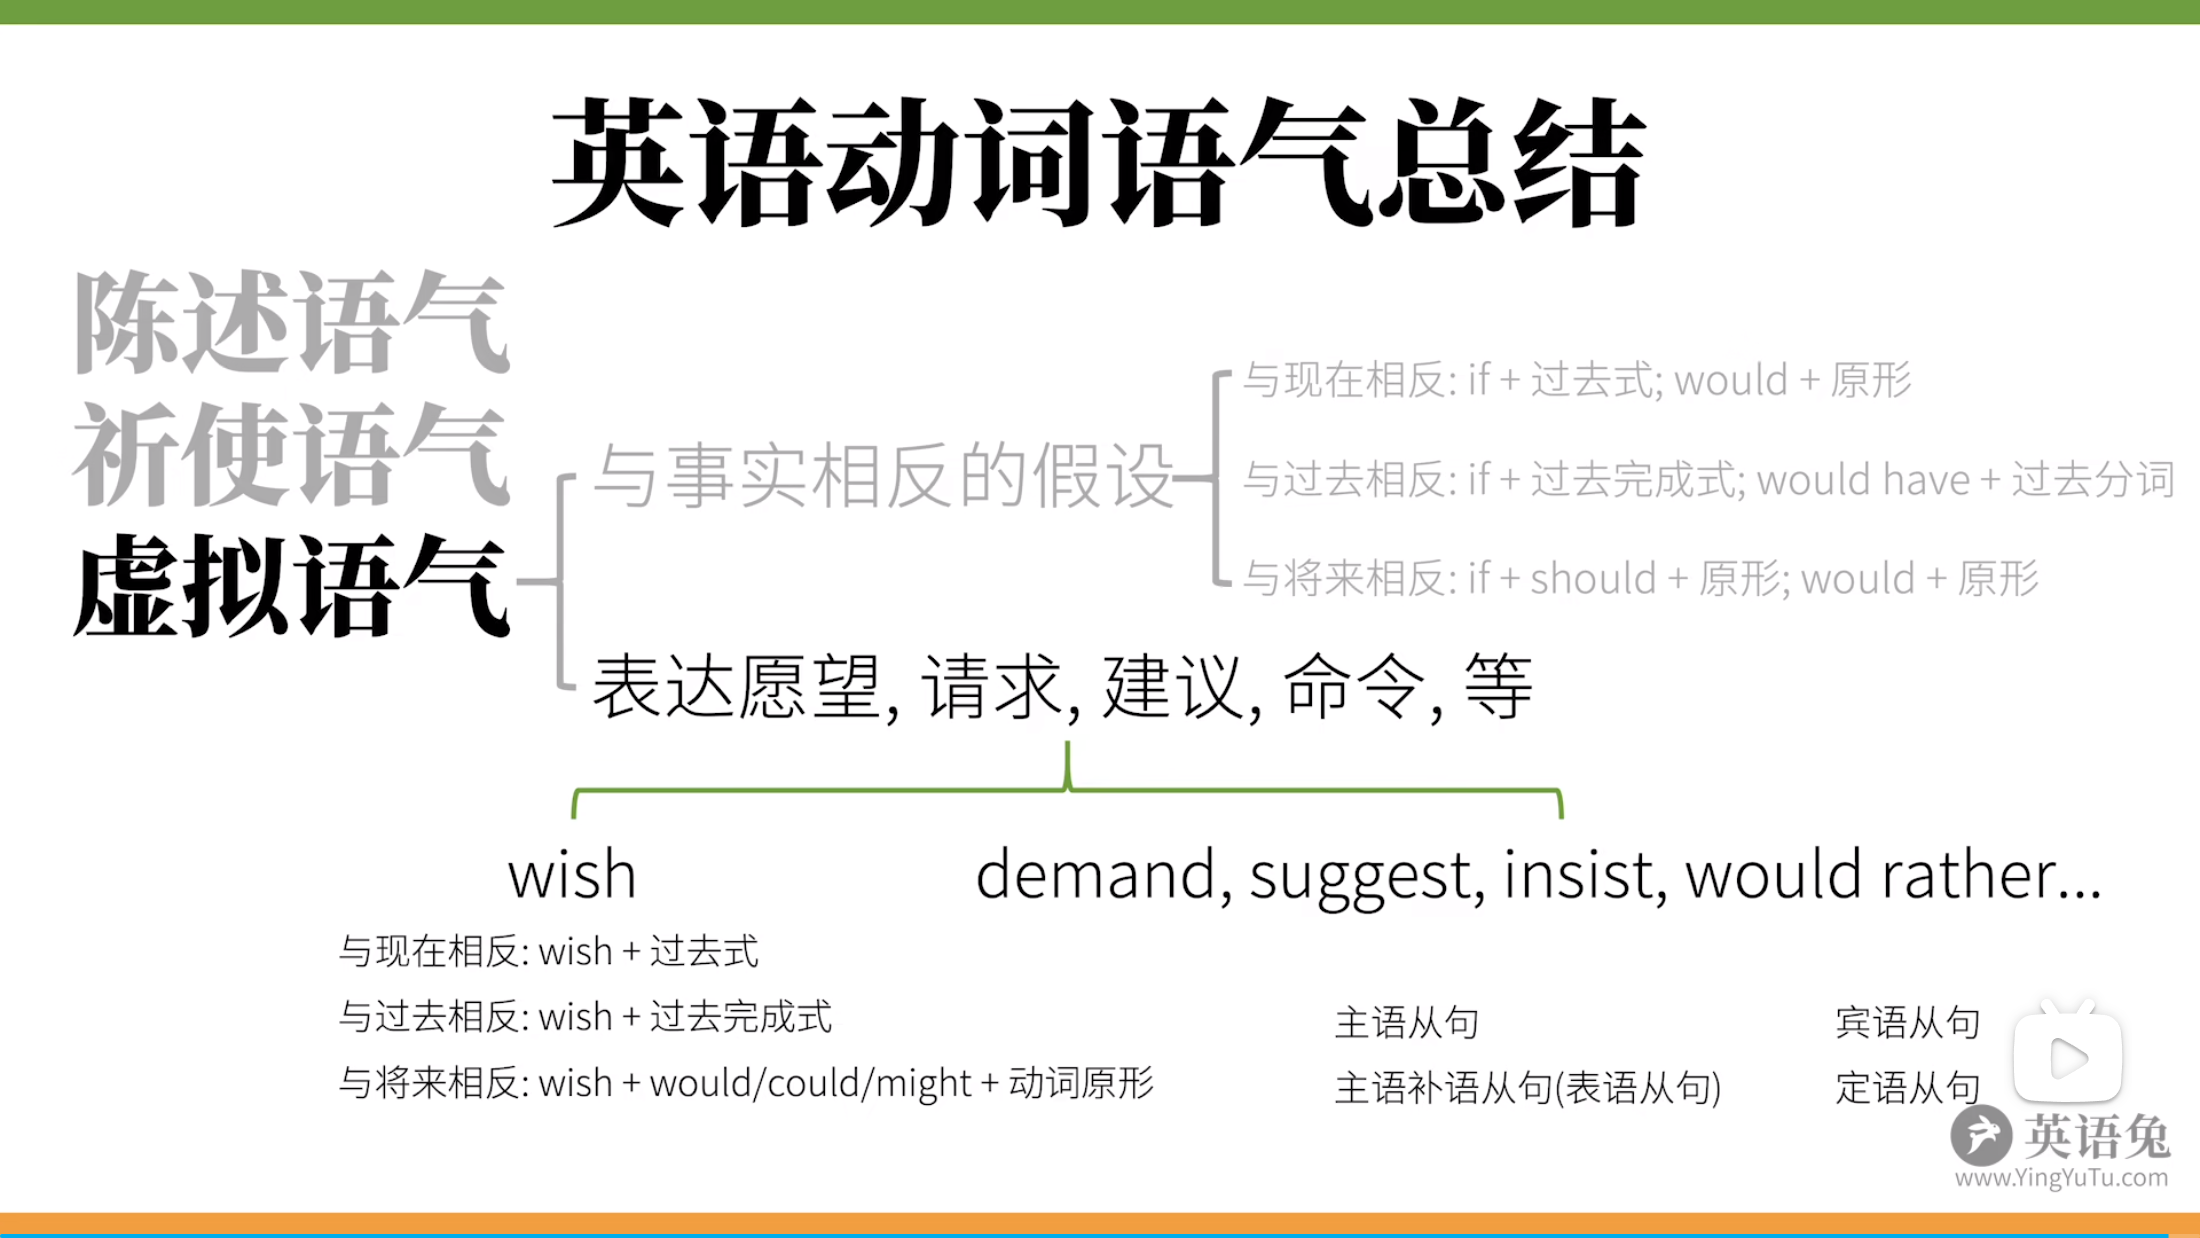 英语动词语气总结
陈述语气
祈使语气
虚拟语气
与事实相反的假设
与现在相反: if + 过去式; would + 原形
与过去相反: if + 过去完成式; would have + 过去分词
与将来相反: if + should + 原形; would + 原形
表达愿望, 请求, 建议, 命令, 等
wish
与现在相反: wish + 过去式
与过去相反: wish + 过去完成式
与将来相反: wish + would/could/might + 动词原形
demand, suggest, insist, would rather...
主语从句
宾语从句
主语补语从句(表语从句)
定语从句
英语兔
www.YingYuTu.com